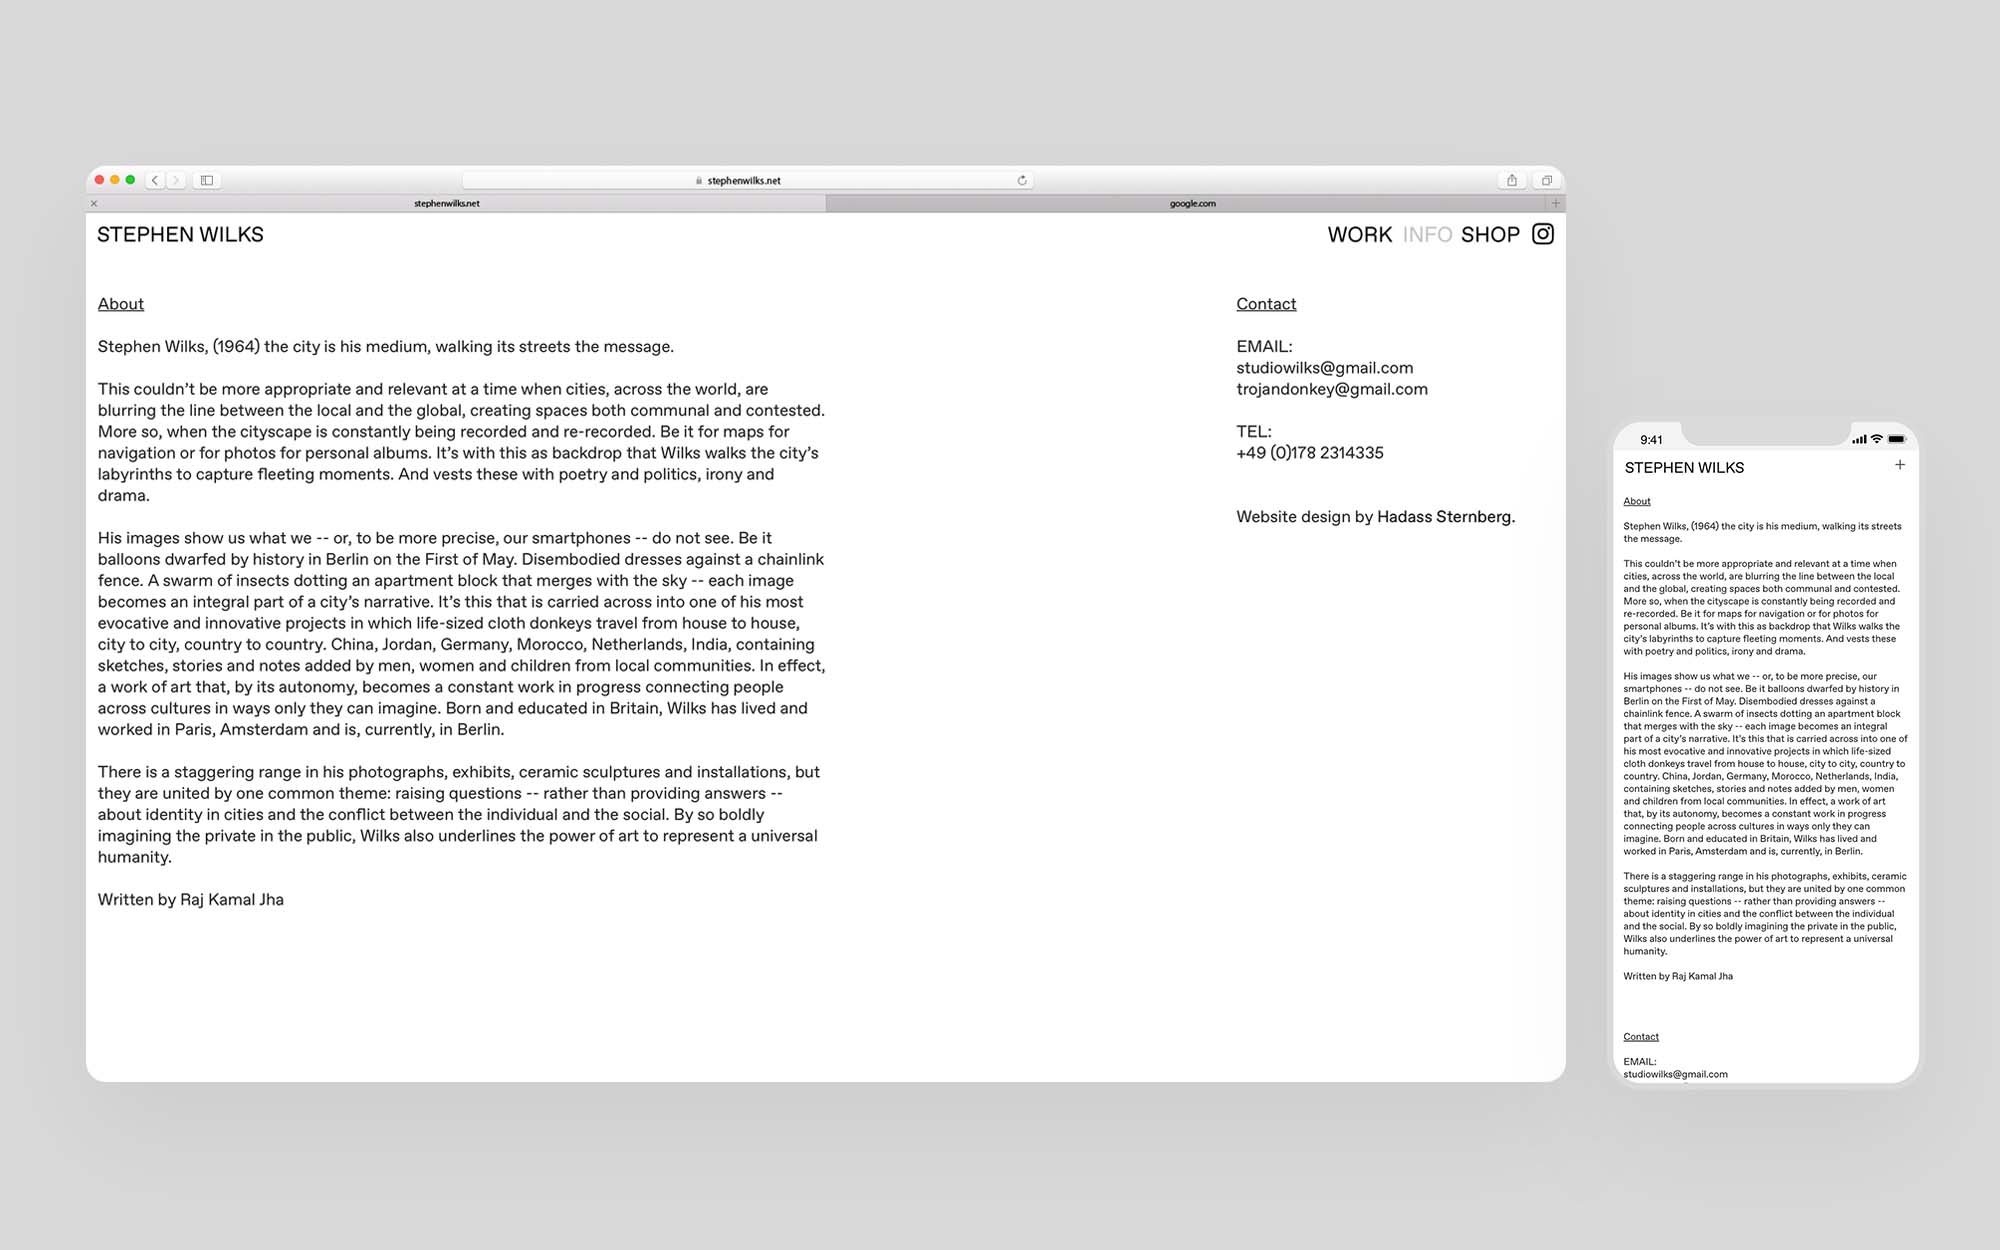 stephenwilks.net
stephenwilks.net
google.com
STEPHEN WILKS
WORK INFO SHOP
About
Stephen Wilks, (1964) the city is his medium, walking its streets the message.
This couldn’t be more appropriate and relevant at a time when cities, across the world, are
blurring the line between the local and the global, creating spaces both communal and contested.
More so, when the cityscape is constantly being recorded and re-recorded. Be it for maps for
navigation or for photos for personal albums. It’s with this as backdrop that Wilks walks the city’s
labyrinths to capture fleeting moments. And vests these with poetry and politics, irony and
drama.
His images show us what we -- or, to be more precise, our smartphones -- do not see. Be it
balloons dwarfed by history in Berlin on the First of May. Disembodied dresses against a chainlink
fence. A swarm of insects dotting an apartment block that merges with the sky -- each image
becomes an integral part of a city’s narrative. It’s this that is carried across into one of his most
evocative and innovative projects in which life-sized cloth donkeys travel from house to house,
city to city, country to country. China, Jordan, Germany, Morocco, Netherlands, India, containing
sketches, stories and notes added by men, women and children from local communities. In effect,
a work of art that, by its autonomy, becomes a constant work in progress connecting people
across cultures in ways only they can imagine. Born and educated in Britain, Wilks has lived and
worked in Paris, Amsterdam and is, currently, in Berlin.
There is a staggering range in his photographs, exhibits, ceramic sculptures and installations, but
they are united by one common theme: raising questions -- rather than providing answers --
about identity in cities and the conflict between the individual and the social. By so boldly
imagining the private in the public, Wilks also underlines the power of art to represent a universal
humanity.
Written by Raj Kamal Jha
Contact
EMAIL:
studiowilks@gmail.com
trojandonkey@gmail.com
TEL:
+49 (0)178 2314335
Website design by Hadass Sternberg.
9:41
STEPHEN WILKS +
About
Stephen Wilks, (1964) the city is his medium, walking its streets
the message.
This couldn’t be more appropriate and relevant at a time when
cities, across the world, are blurring the line between the local
and the global, creating spaces both communal and contested.
More so, when the cityscape is constantly being recorded and
re-recorded. Be it for maps for navigation or for photos for
personal albums. It’s with this as backdrop that Wilks walks the
city’s labyrinths to capture fleeting moments. And vests these
with poetry and politics, irony and drama.
His images show us what we -- or, to be more precise, our
smartphones -- do not see. Be it balloons dwarfed by history in
Berlin on the First of May. Disembodied dresses against a
chainlink fence. A swarm of insects dotting an apartment block
that merges with the sky -- each image becomes an integral
part of a city’s narrative. It’s this that is carried across into one of
his most evocative and innovative projects in which life-sized
cloth donkeys travel from house to house, city to city, country to
country. China, Jordan, Germany, Morocco, Netherlands, India,
containing sketches, stories and notes added by men, women
and children from local communities. In effect, a work of art
that, by its autonomy, becomes a constant work in progress
connecting people across cultures in ways only they can
imagine. Born and educated in Britain, Wilks has lived and
worked in Paris, Amsterdam and is, currently, in Berlin.
There is a staggering range in his photographs, exhibits, ceramic
sculptures and installations, but they are united by one common
theme: raising questions -- rather than providing answers --
about identity in cities and the conflict between the individual
and the social. By so boldly imagining the private in the public,
Wilks also underlines the power of art to represent a universal
humanity.
Written by Raj Kamal Jha
Contact
EMAIL:
studiowilks@gmail.com